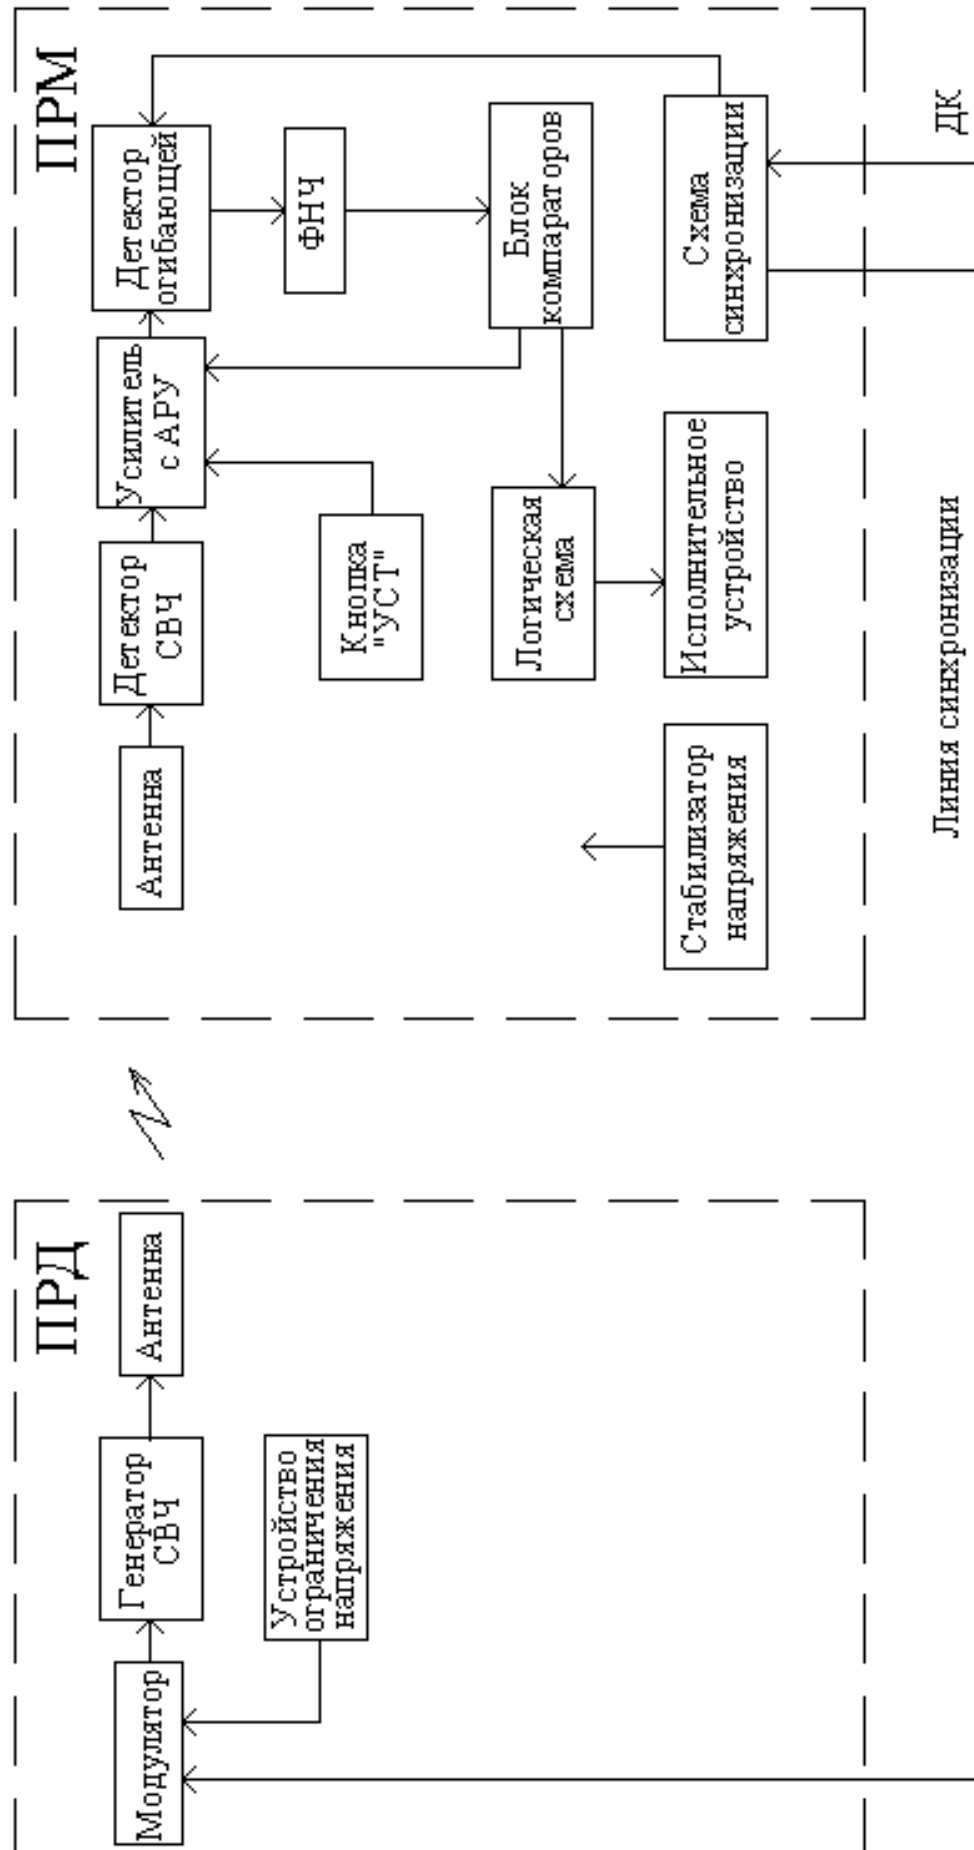 ПРД
Антенна
Генератор
СВЧ
Модулятор
Устройство
ограничения
напряжения
ПРМ
Антенна
Детектор
СВЧ
Усилитель
с АРУ
Детектор
огибающей
Кнопка
"УСТ"
ФНЧ
Логическая
схема
Блок
компараторов
Стабилизатор
напряжения
Исполнительное
устройство
Схема
синхронизации
Линия синхронизации
ДК